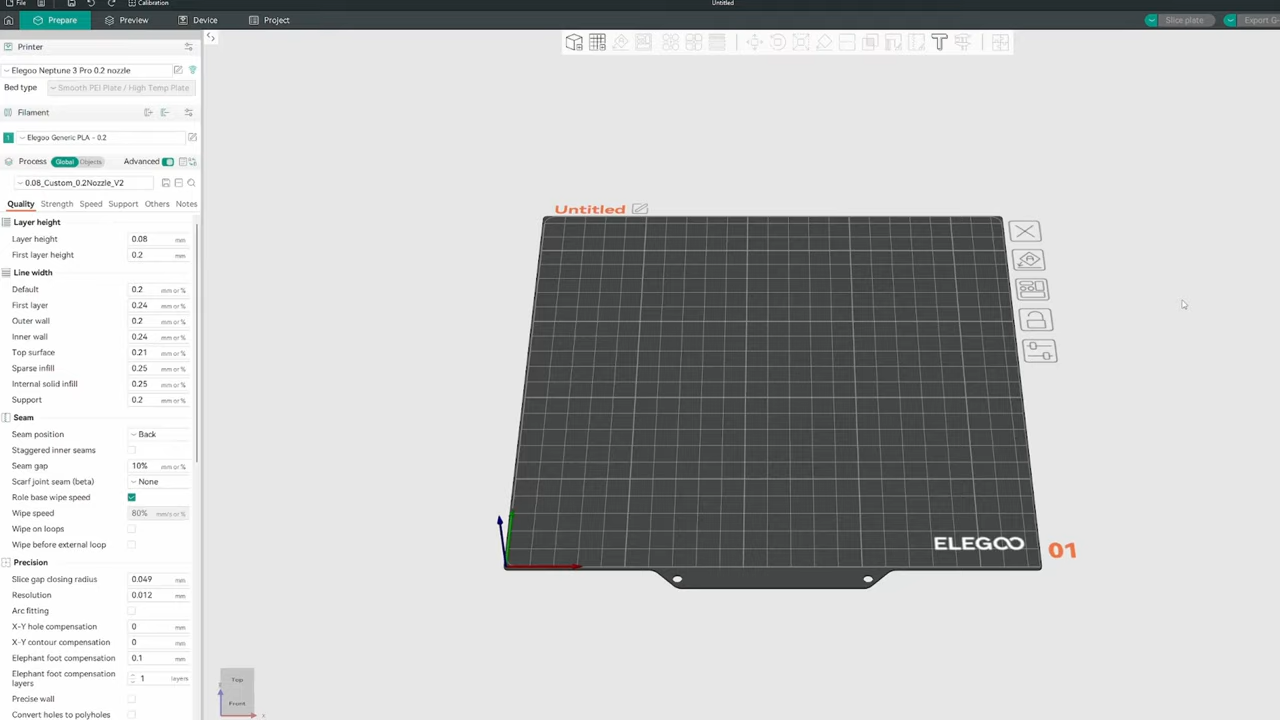 File
Calibration
Untitled
Prepare
Preview
Device
Project
Slice plate
Export G-
Printer
Elegoo Neptune 3 Pro 0.2 nozzle
Bed type
Smooth PEI Plate / High Temp Plate
Filament
1
Elegoo Generic PLA - 0.2
Process
Global
Objects
Advanced
0.08_Custom_0.2Nozzle_V2
Quality
Strength
Speed
Support
Others
Notes
Layer height
Layer height 0.08 mm
First layer height 0.2 mm
Line width
Default 0.2 mm or %
First layer 0.24 mm or %
Outer wall 0.2 mm or %
Inner wall 0.24 mm or %
Top surface 0.21 mm or %
Sparse infill 0.25 mm or %
Internal solid infill 0.25 mm or %
Support 0.2 mm or %
Seam
Seam position Back
Staggered inner seams
Seam gap 10% mm or %
Scarf joint seam (beta) None
Role base wipe speed
Wipe speed 80% mm/s or %
Wipe on loops
Wipe before external loop
Precision
Slice gap closing radius 0.049 mm
Resolution 0.012 mm
Arc fitting
X-Y hole compensation 0 mm
X-Y contour compensation 0 mm
Elephant foot compensation 0.1 mm
Elephant foot compensation
layers 1 layers
Precise wall
Convert holes to polyholes
Untitled
ELEGOO
01
Top
Front
x